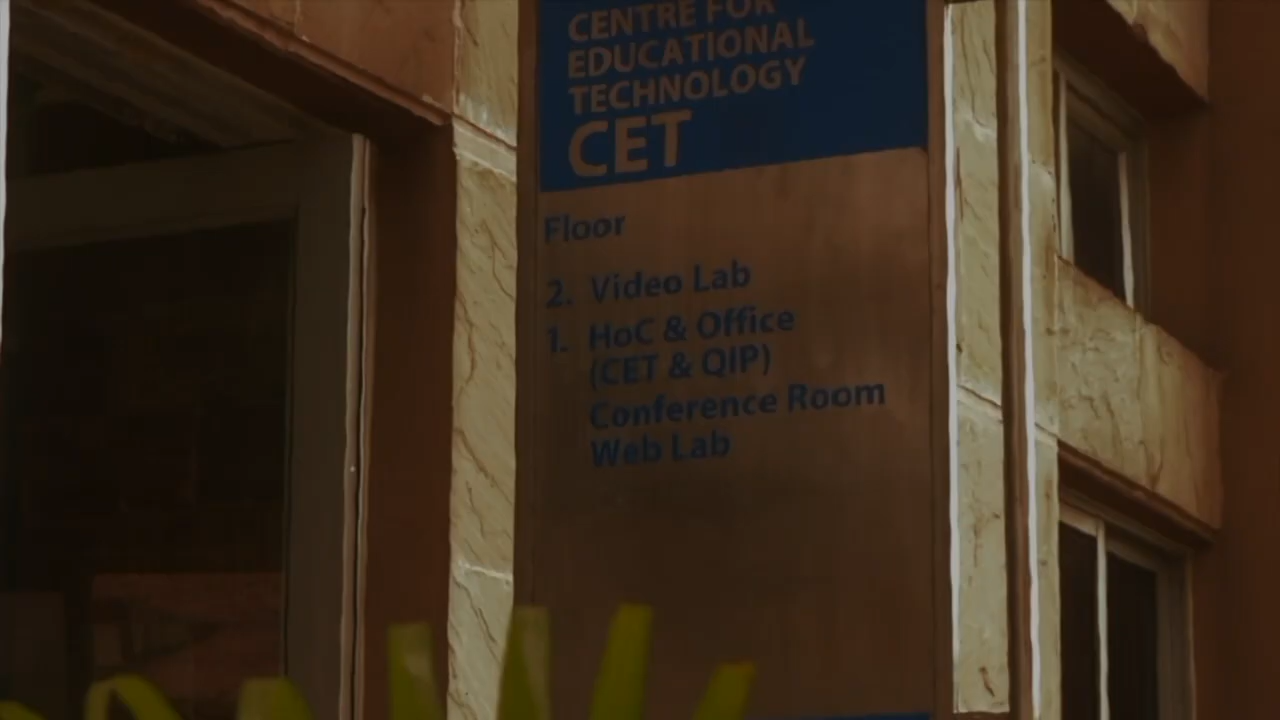 CENTRE FOR
EDUCATIONAL
TECHNOLOGY
CET
Floor
2. Video Lab
1. HoC & Office
(CET & QIP)
Conference Room
Web Lab